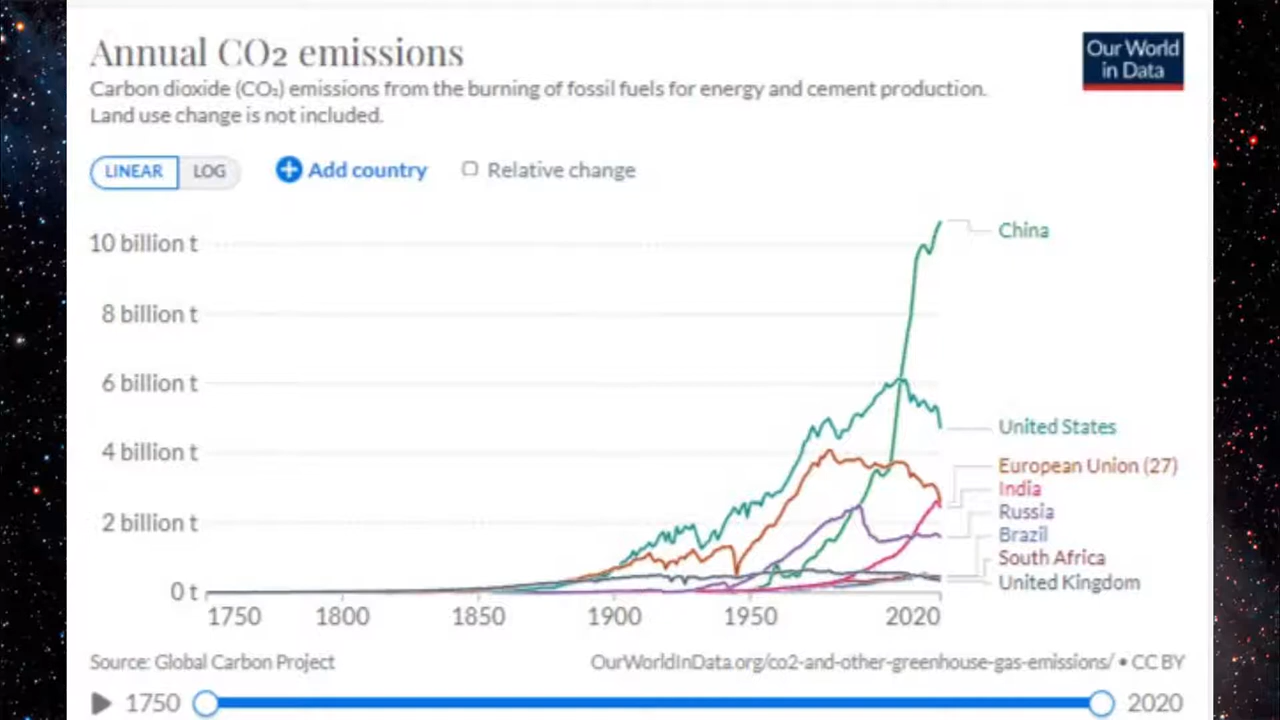 Annual CO2 emissions
Our World
in Data
Carbon dioxide (CO₂) emissions from the burning of fossil fuels for energy and cement production.
Land use change is not included.
LINEAR LOG Add country Relative change
10 billion t
China
8 billion t
6 billion t
United States
4 billion t
European Union (27)
India
2 billion t
Russia
Brazil
South Africa
United Kingdom
0 t
1750 1800 1850 1900 1950 2020
Source: Global Carbon Project OurWorldInData.org/co2-and-other-greenhouse-gas-emissions/ • CC BY
1750 2020